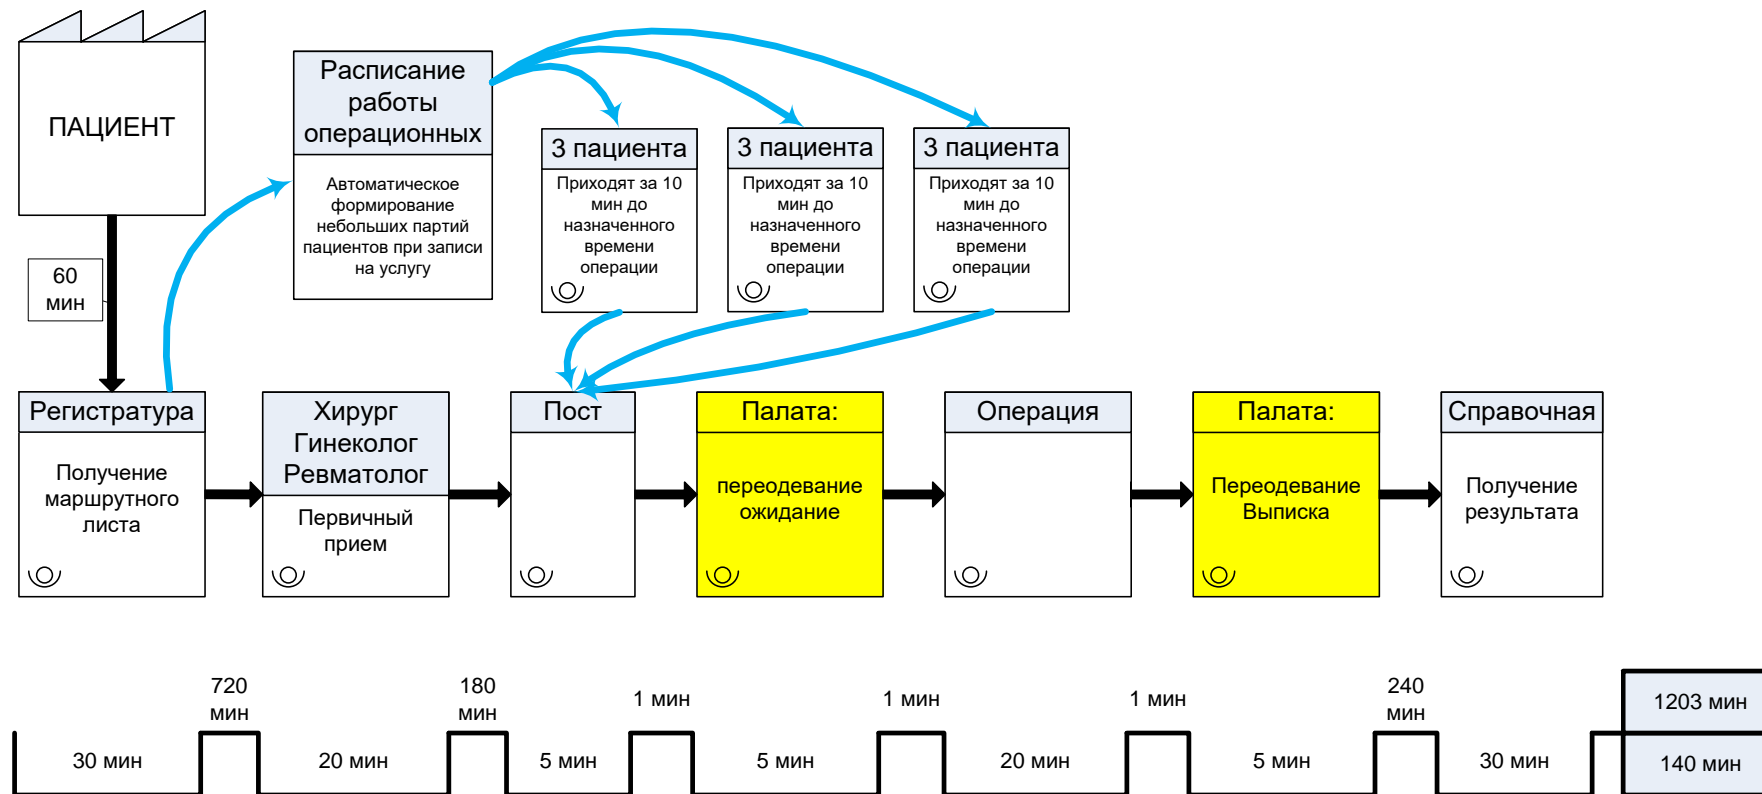 ПАЦИЕНТ
60
мин
Расписание
работы
операционных
Автоматическое
формирование
небольших партий
пациентов при записи
на услугу
3 пациента
Приходят за 10
мин до
назначенного
времени
операции
3 пациента
Приходят за 10
мин до
назначенного
времени
операции
3 пациента
Приходят за 10
мин до
назначенного
времени
операции
Регистратура
Получение
маршрутного
листа
Хирург
Гинеколог
Ревматолог
Первичный
прием
Пост
Палата:
переодевание
ожидание
Операция
Палата:
Переодевание
Выписка
Справочная
Получение
результата
720
мин
180
мин
1 мин
1 мин
1 мин
240
мин
1203 мин
30 мин
20 мин
5 мин
5 мин
20 мин
5 мин
30 мин
140 мин